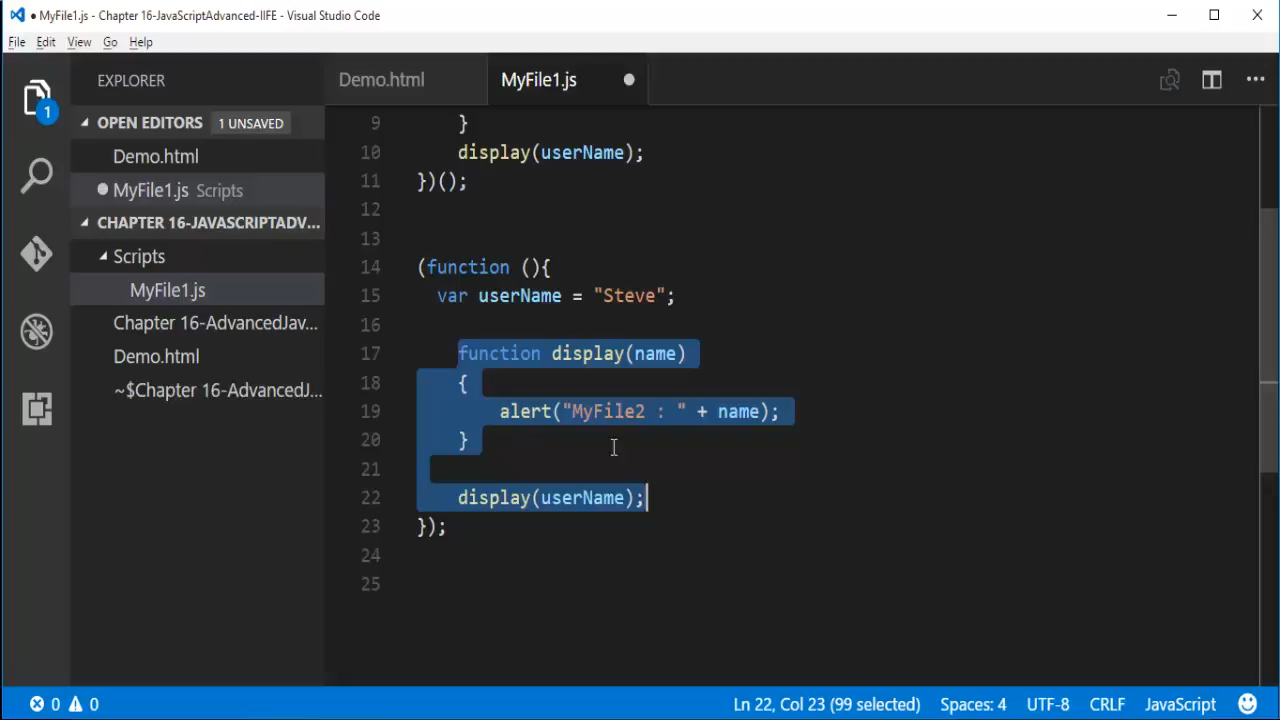 ● MyFile1.js - Chapter 16-JavaScriptAdvanced-IIFE - Visual Studio Code
File Edit View Go Help
EXPLORER
1
OPEN EDITORS 1 UNSAVED
Demo.html
MyFile1.js Scripts
CHAPTER 16-JAVASCRIPTADV...
Scripts
MyFile1.js
Chapter 16-AdvancedJav...
Demo.html
~$Chapter 16-AdvancedJ...
Demo.html MyFile1.js
9 }
10 display(userName);
11 })();
12
13
14 (function (){
15 var userName = "Steve";
16
17 function display(name)
18 {
19 alert("MyFile2 : " + name);
20 }
21
22 display(userName);
23 });
24
25
0 0 Ln 22, Col 23 (99 selected) Spaces: 4 UTF-8 CRLF JavaScript